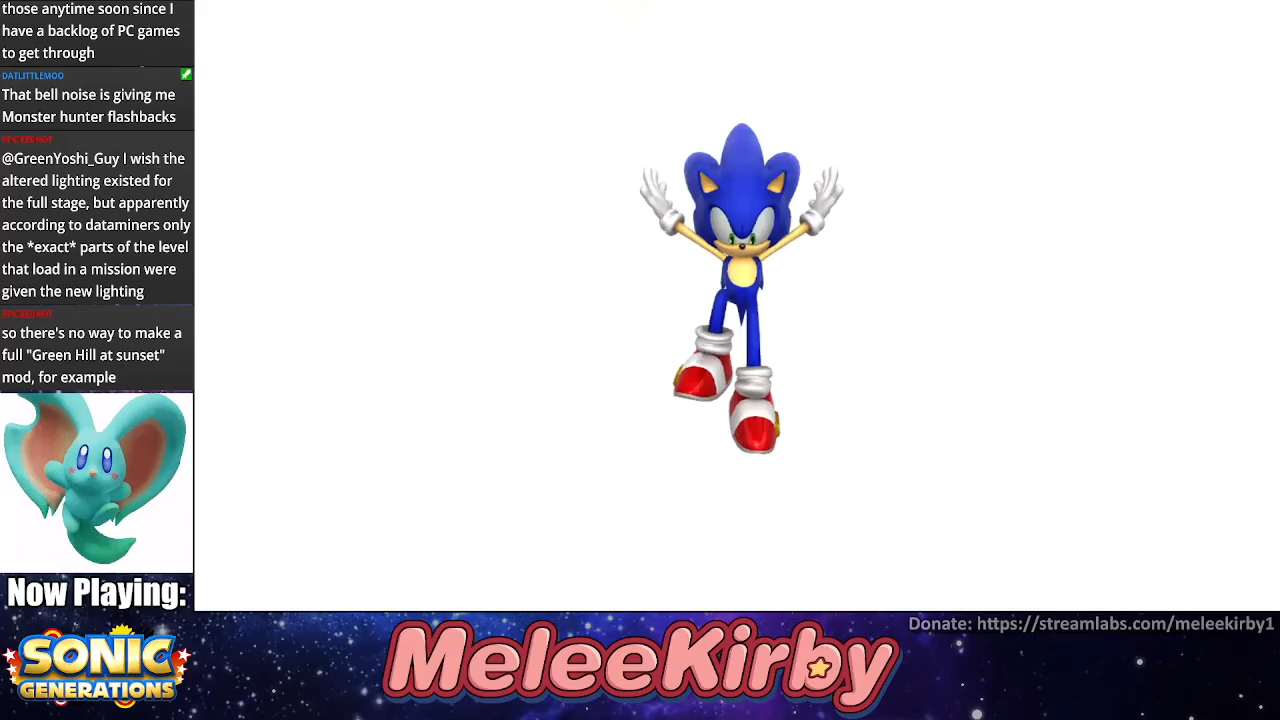 those anytime soon since I
have a backlog of PC games
to get through
DATLITTLEMOO
That bell noise is giving me
Monster hunter flashbacks
EPICREDHOT
@GreenYoshi_Guy I wish the
altered lighting existed for
the full stage, but apparently
according to dataminers only
the *exact* parts of the level
that load in a mission were
given the new lighting
EPICREDHOT
so there's no way to make a
full "Green Hill at sunset"
mod, for example
Now Playing:
SONIC
GENERATIONS
MeleeKirby
Donate: https://streamlabs.com/meleekirby1